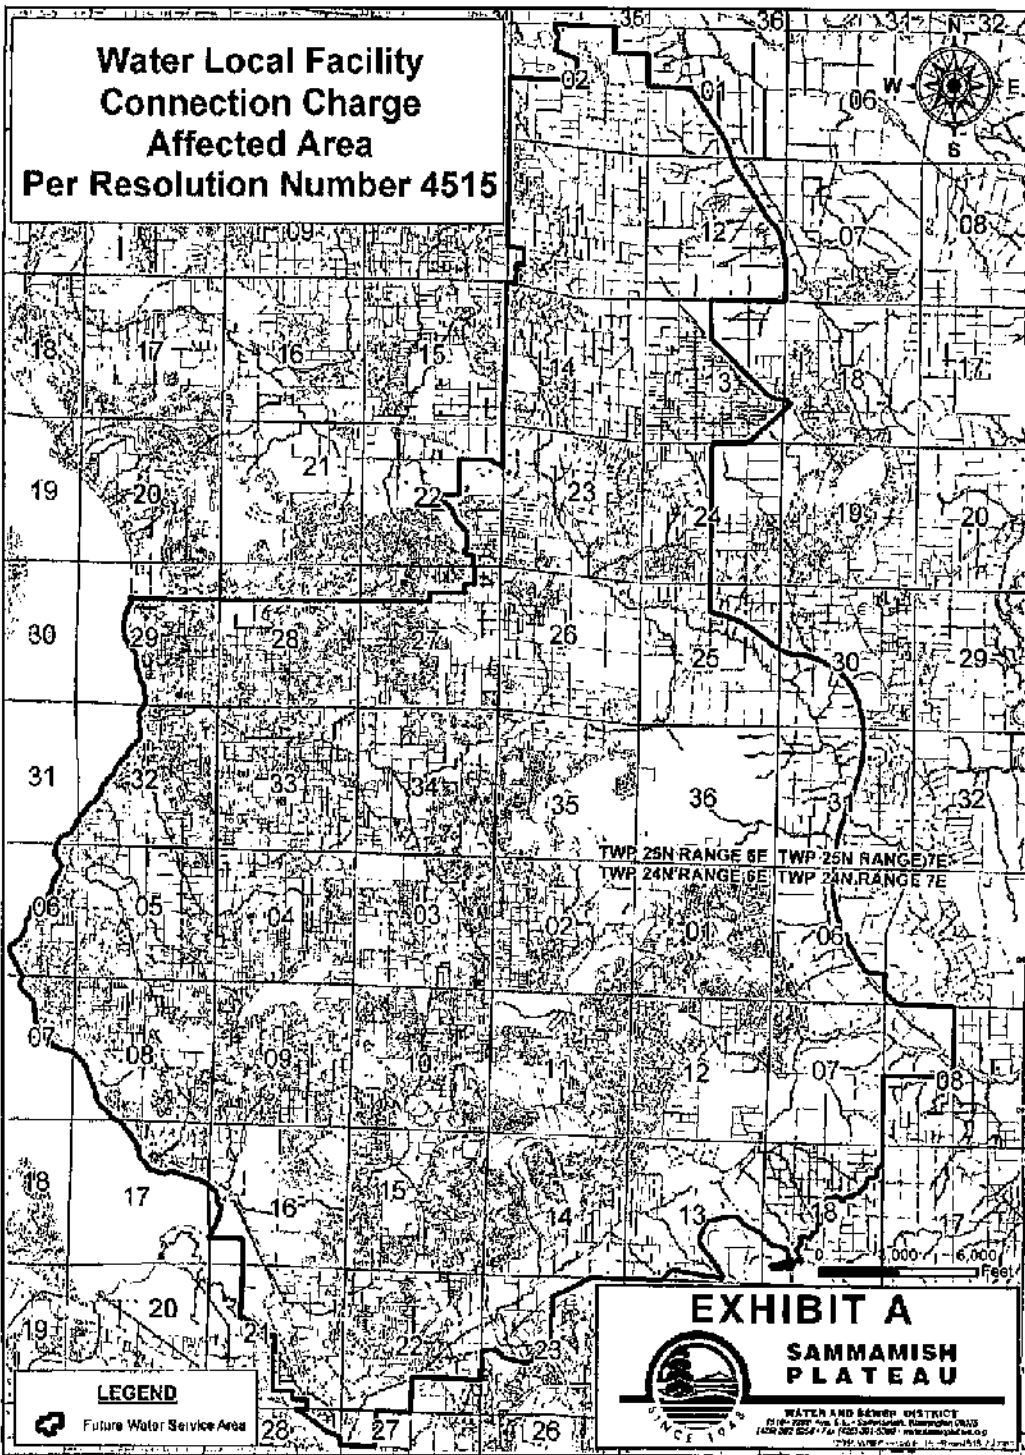 Water Local Facility
Connection Charge
Affected Area
Per Resolution Number 4515
35 36 31 32
N
W E
S
02 01 06
09 11 12 07 08
18 17 16 15 14 13 18 17
19 20 21 22 23 24 19 20
30 29 28 27 26 25 30 29
31 32 33 34 35 36 31 32
TWP 25N RANGE 6E TWP 25N RANGE 7E
TWP 24N RANGE 6E TWP 24N RANGE 7E
06 05 04 03 02 01 06
07 08 09 10 11 12 07 08
18 17 16 15 14 13 18 17
0 3,000 6,000
Feet
19 20 21 22 23
28 27 26
LEGEND
Future Water Service Area
EXHIBIT A
SAMMAMISH
PLATEAU
WATER AND SEWER DISTRICT
SINCE 1948